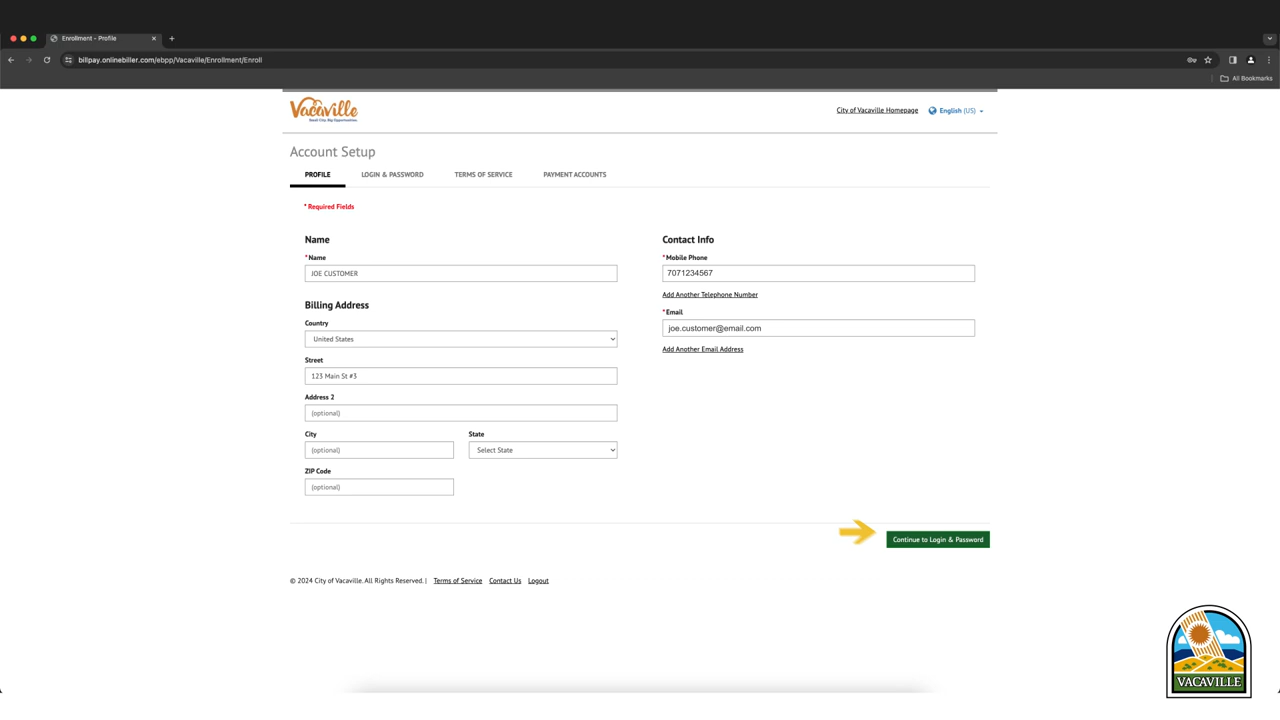 Enrollment - Profile
billpay.onlinebiller.com/ebpp/Vacaville/Enrollment/Enroll
All Bookmarks
Vacaville
Small City. Big Opportunities.
City of Vacaville Homepage
English (US)
Account Setup
PROFILE
LOGIN & PASSWORD
TERMS OF SERVICE
PAYMENT ACCOUNTS
* Required Fields
Name
*Name
JOE CUSTOMER
Billing Address
Country
United States
Street
123 Main St #3
Address 2
(optional)
City
State
(optional)
Select State
ZIP Code
(optional)
Contact Info
*Mobile Phone
7071234567
Add Another Telephone Number
*Email
joe.customer@email.com
Add Another Email Address
Continue to Login & Password
© 2024 City of Vacaville. All Rights Reserved. | Terms of Service Contact Us Logout
VACAVILLE